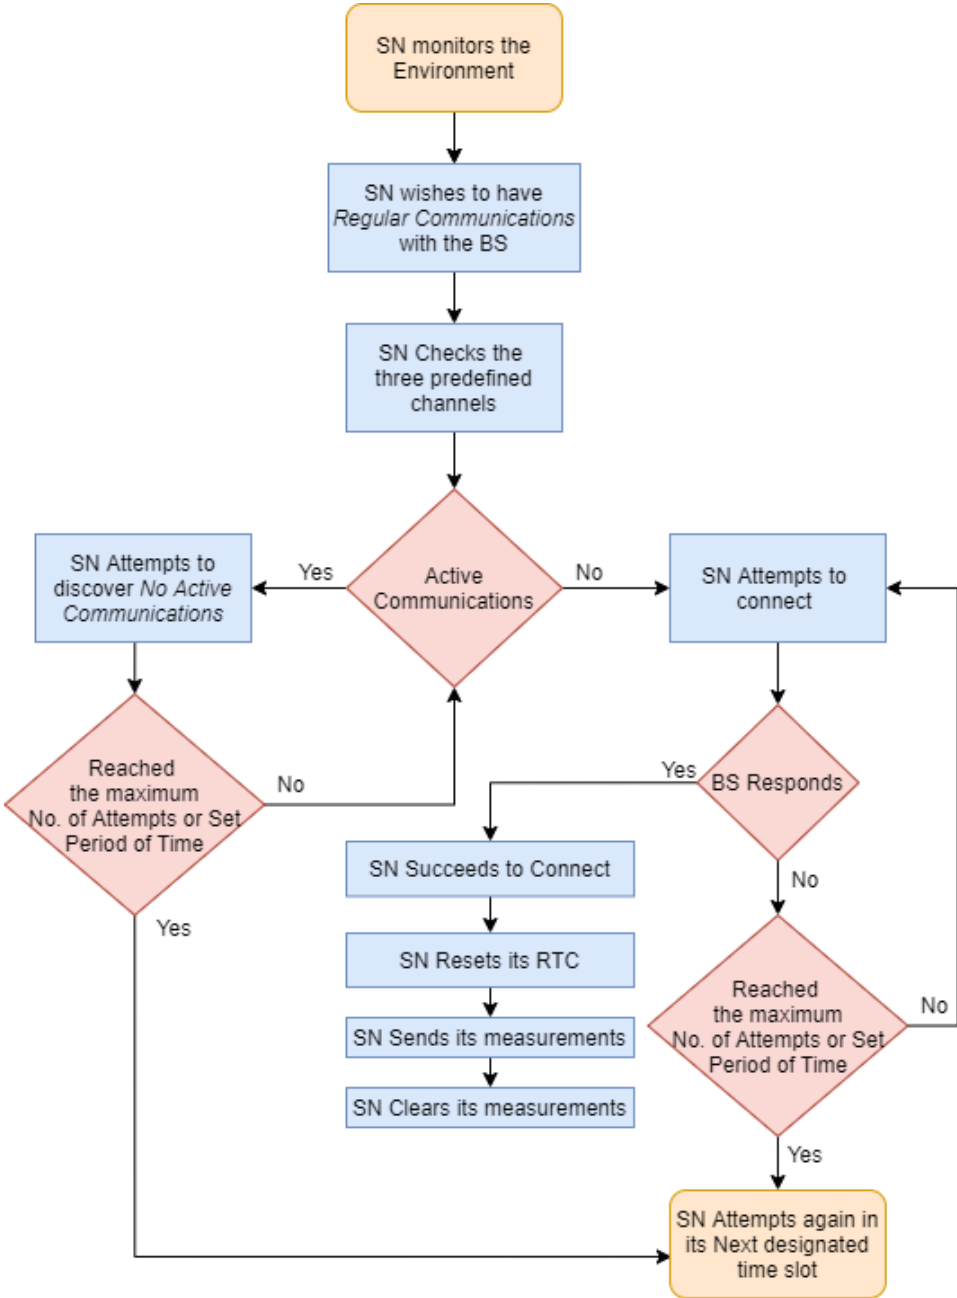 SN monitors the
Environment
SN wishes to have
Regular Communications
with the BS
SN Checks the
three predefined
channels
Active
Communications
Yes
No
SN Attempts to
discover No Active
Communications
SN Attempts to
connect
Reached
the maximum
No. of Attempts or Set
Period of Time
No
Yes
BS Responds
Yes
No
SN Succeeds to Connect
SN Resets its RTC
SN Sends its measurements
SN Clears its measurements
Reached
the maximum
No. of Attempts or Set
Period of Time
No
Yes
SN Attempts again in
its Next designated
time slot